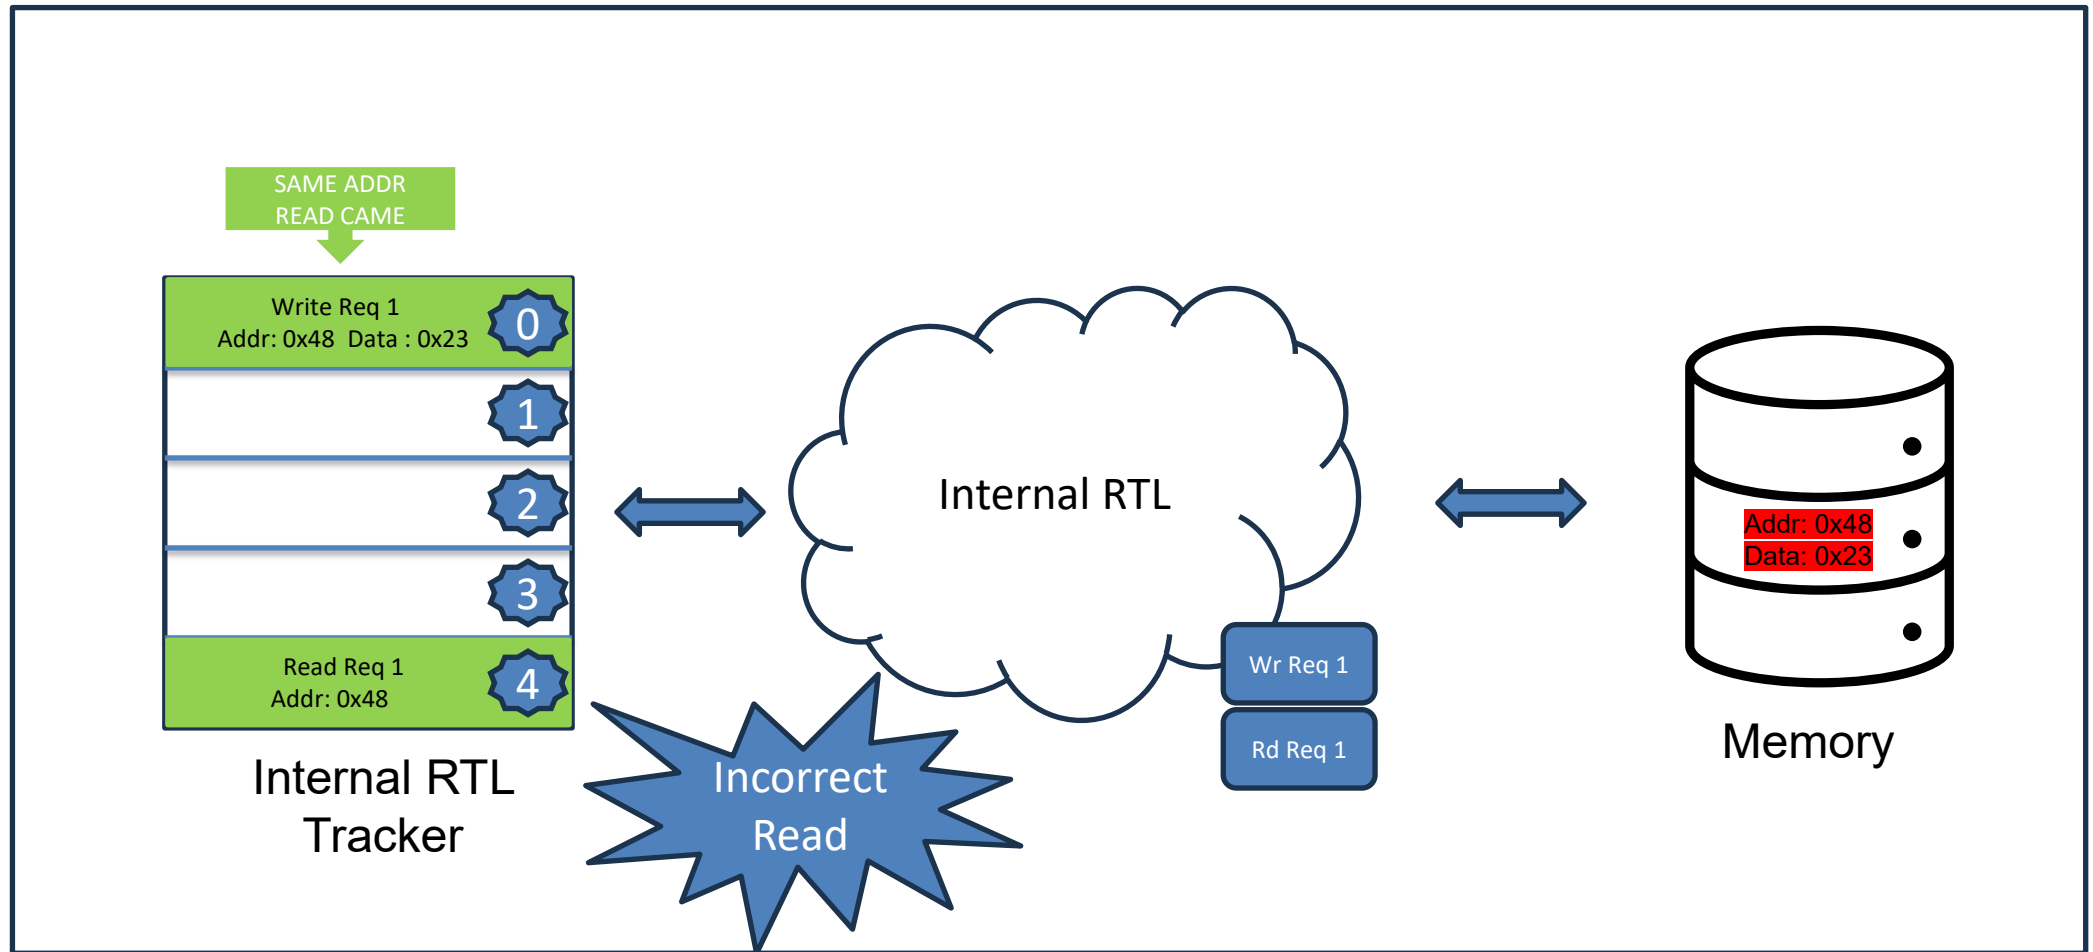 SAME ADDR
READ CAME
Write Req 1
Addr: 0x48  Data : 0x23
0
1
2
3
Read Req 1
Addr: 0x48
4
Internal RTL
Tracker
Incorrect
Read
Internal RTL
Wr Req 1
Rd Req 1
Addr: 0x48
Data: 0x23
Memory